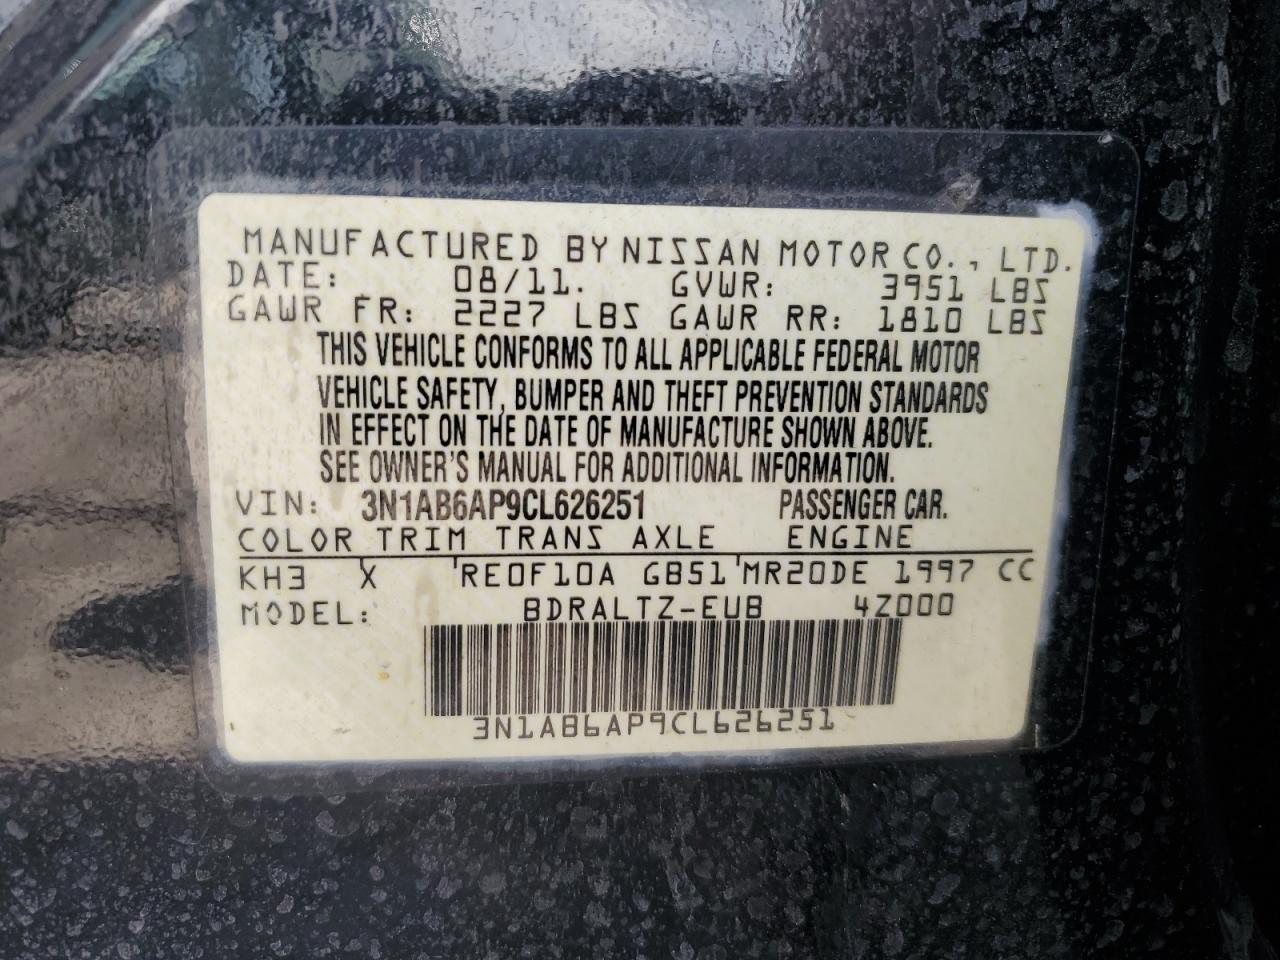 MANUFACTURED BY NISSAN MOTOR CO., LTD.
DATE: 08/11. GVWR: 3951 LBS
GAWR FR: 2227 LBS GAWR RR: 1810 LBS
THIS VEHICLE CONFORMS TO ALL APPLICABLE FEDERAL MOTOR
VEHICLE SAFETY, BUMPER AND THEFT PREVENTION STANDARDS
IN EFFECT ON THE DATE OF MANUFACTURE SHOWN ABOVE.
SEE OWNER'S MANUAL FOR ADDITIONAL INFORMATION.
VIN: 3N1AB6AP9CL626251 PASSENGER CAR.
COLOR TRIM TRANS AXLE ENGINE
KH3 X 'RE0F10A GB51'MR20DE 1997 CC
MODEL: BDRALTZ-EUB 4Z000
3N1AB6AP9CL626251